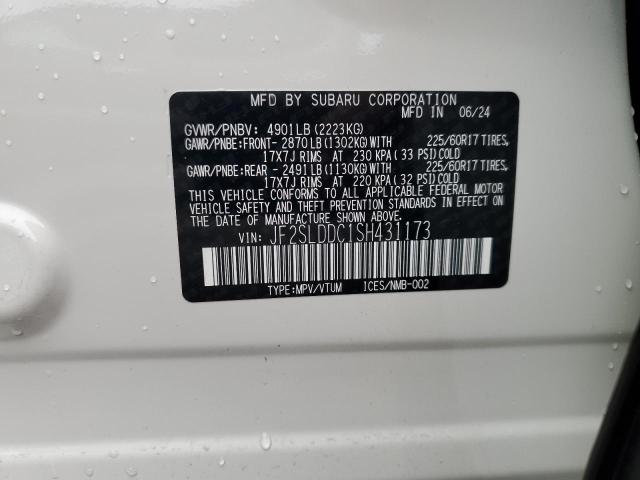 MFD BY SUBARU CORPORATION
MFD IN 06/24
GVWR/PNBV: 4901LB(2223KG)
GAWR/PNBE:FRONT- 2870LB(1302KG)WITH 225/60R17 TIRES,
17X7J RIMS AT 230 KPA(33 PSI)COLD
GAWR/PNBE:REAR - 2491LB(1130KG)WITH 225/60R17 TIRES,
17X7J RIMS AT 220 KPA(32 PSI)COLD
THIS VEHICLE CONFORMS TO ALL APPLICABLE FEDERAL MOTOR
VEHICLE SAFETY AND THEFT PREVENTION STANDARDS IN
EFFECT ON THE DATE OF MANUFACTURE SHOWN ABOVE.
VIN: JF2SLDDC1SH431173
TYPE:MPV/VTUM ICES/NMB-002